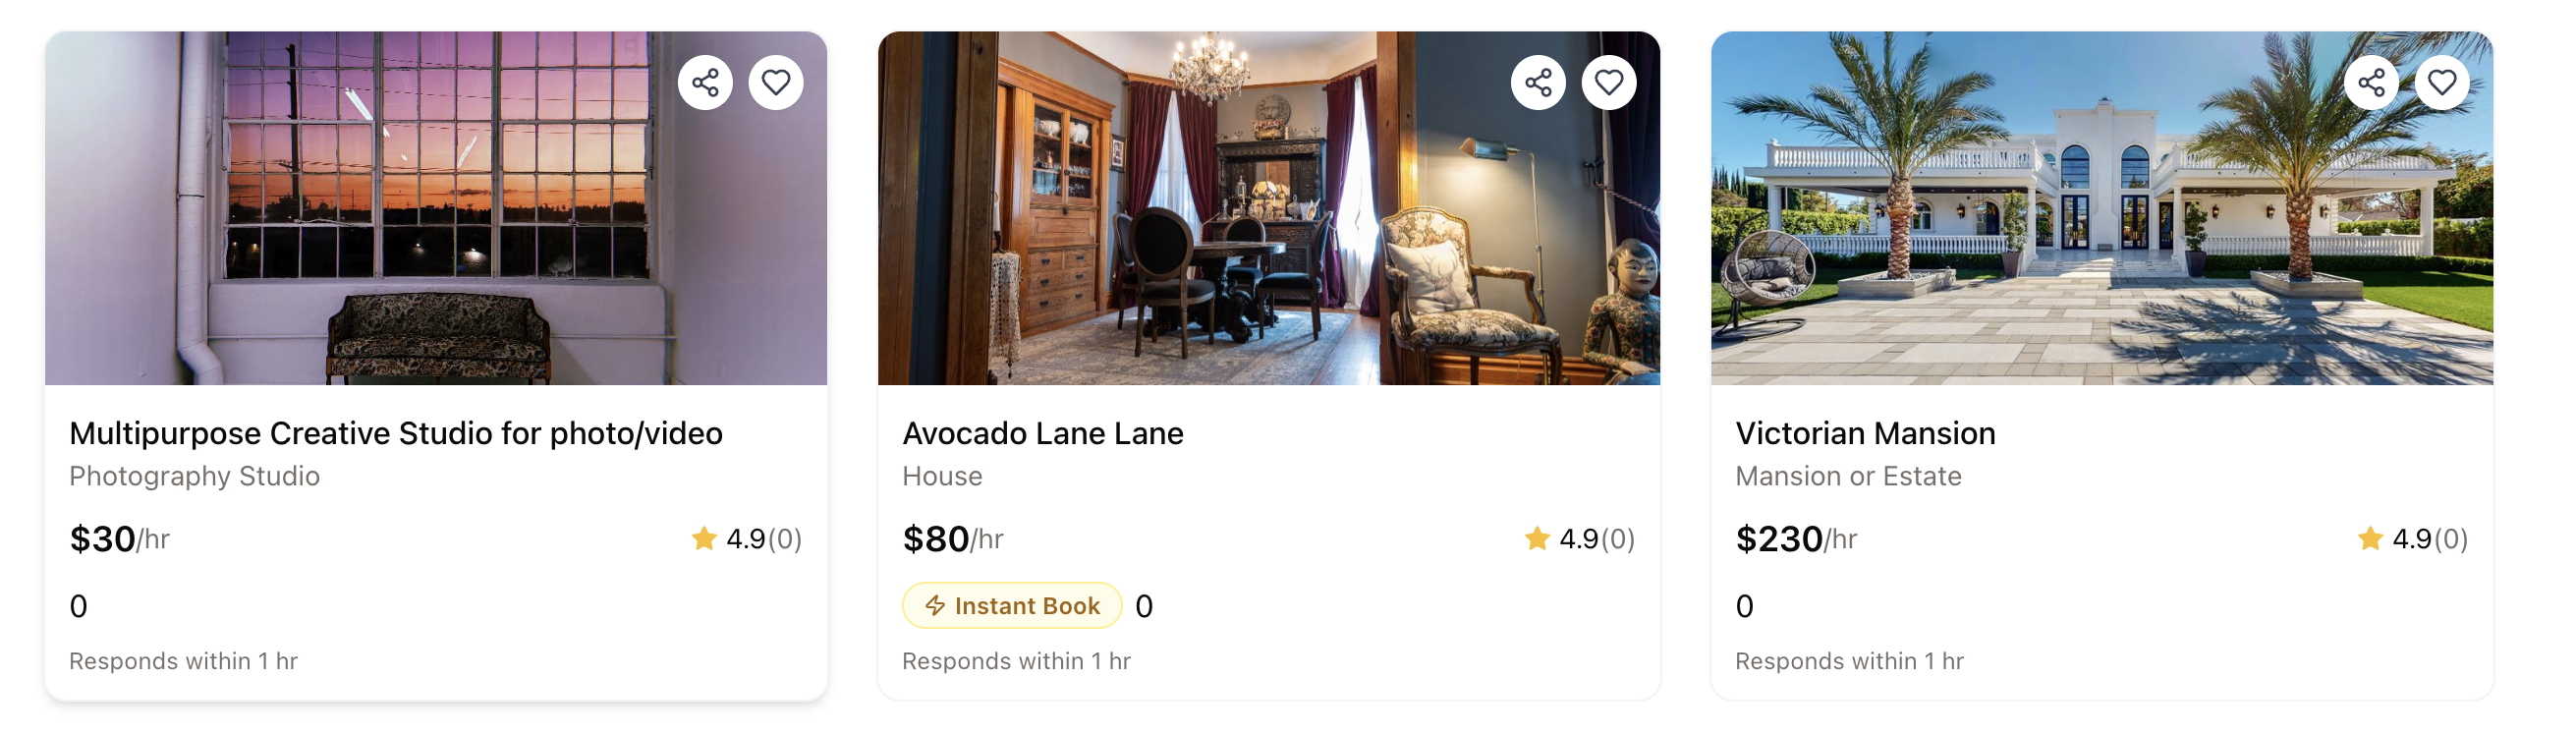 Multipurpose Creative Studio for photo/video
Photography Studio
$30/hr 4.9(0)
0
Responds within 1 hr
Avocado Lane Lane
House
$80/hr 4.9(0)
Instant Book 0
Responds within 1 hr
Victorian Mansion
Mansion or Estate
$230/hr 4.9(0)
0
Responds within 1 hr